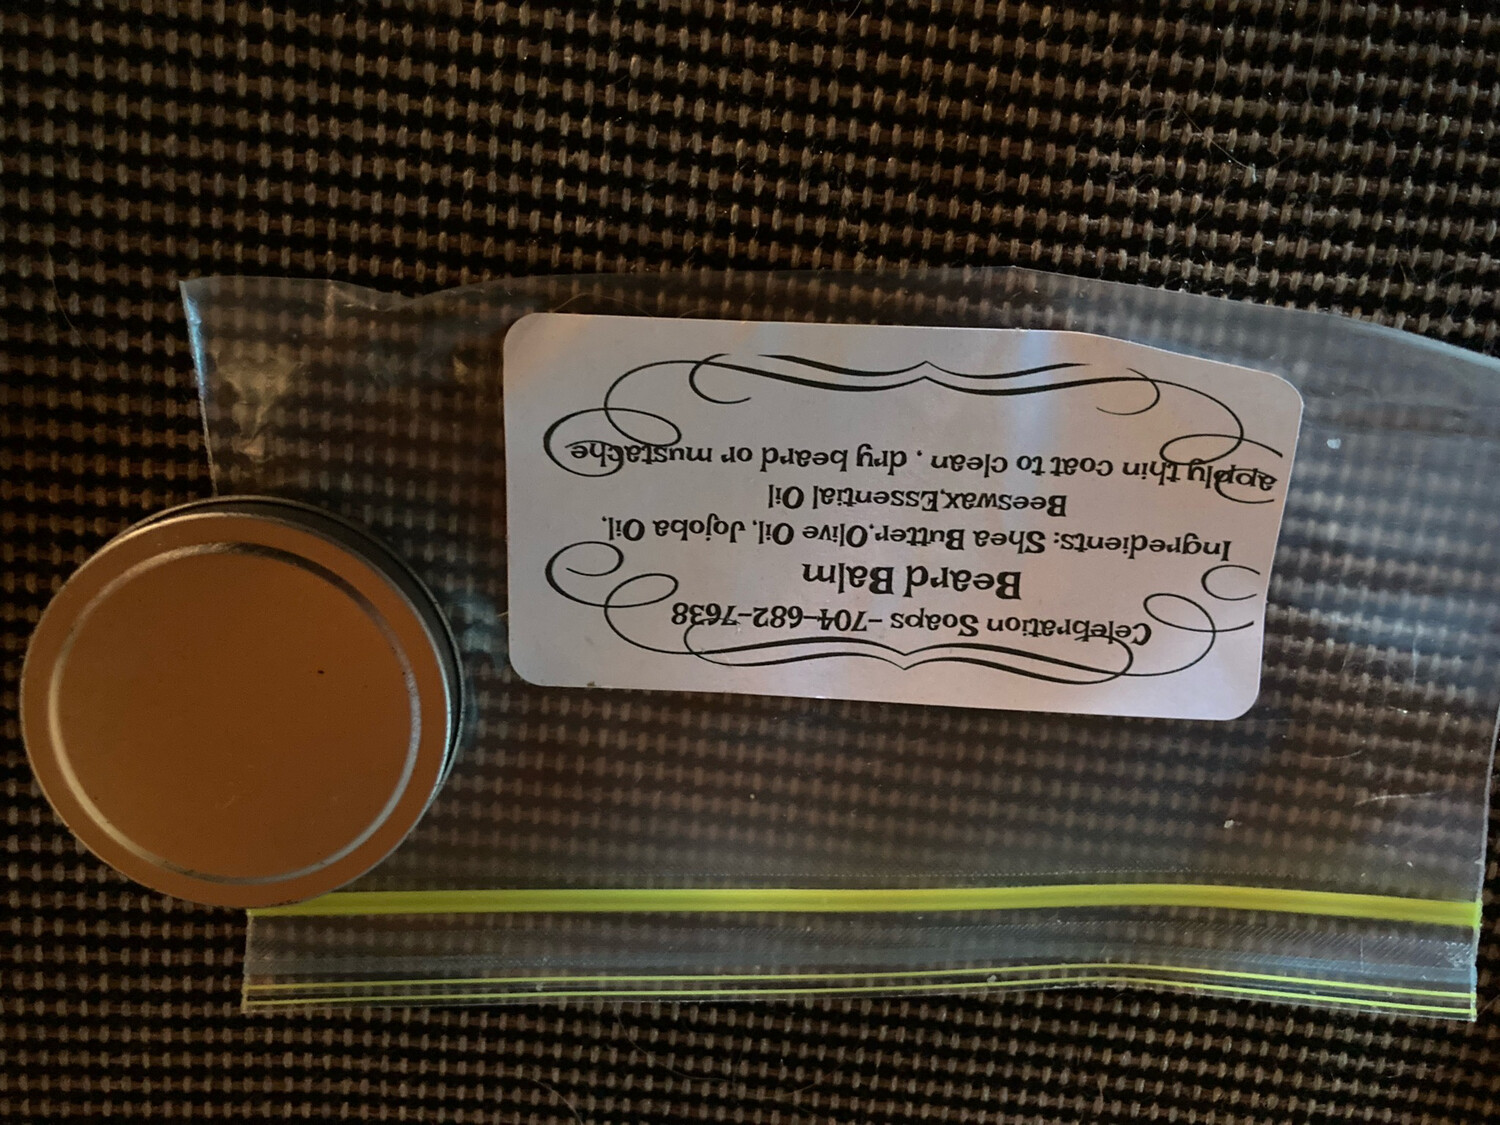 Celebration Soaps -704-682-7638
Beard Balm
Ingredients: Shea Butter,Olive Oil, Jojoba Oil,
Beeswax,Essential Oil
apply thin coat to clean , dry beard or mustache